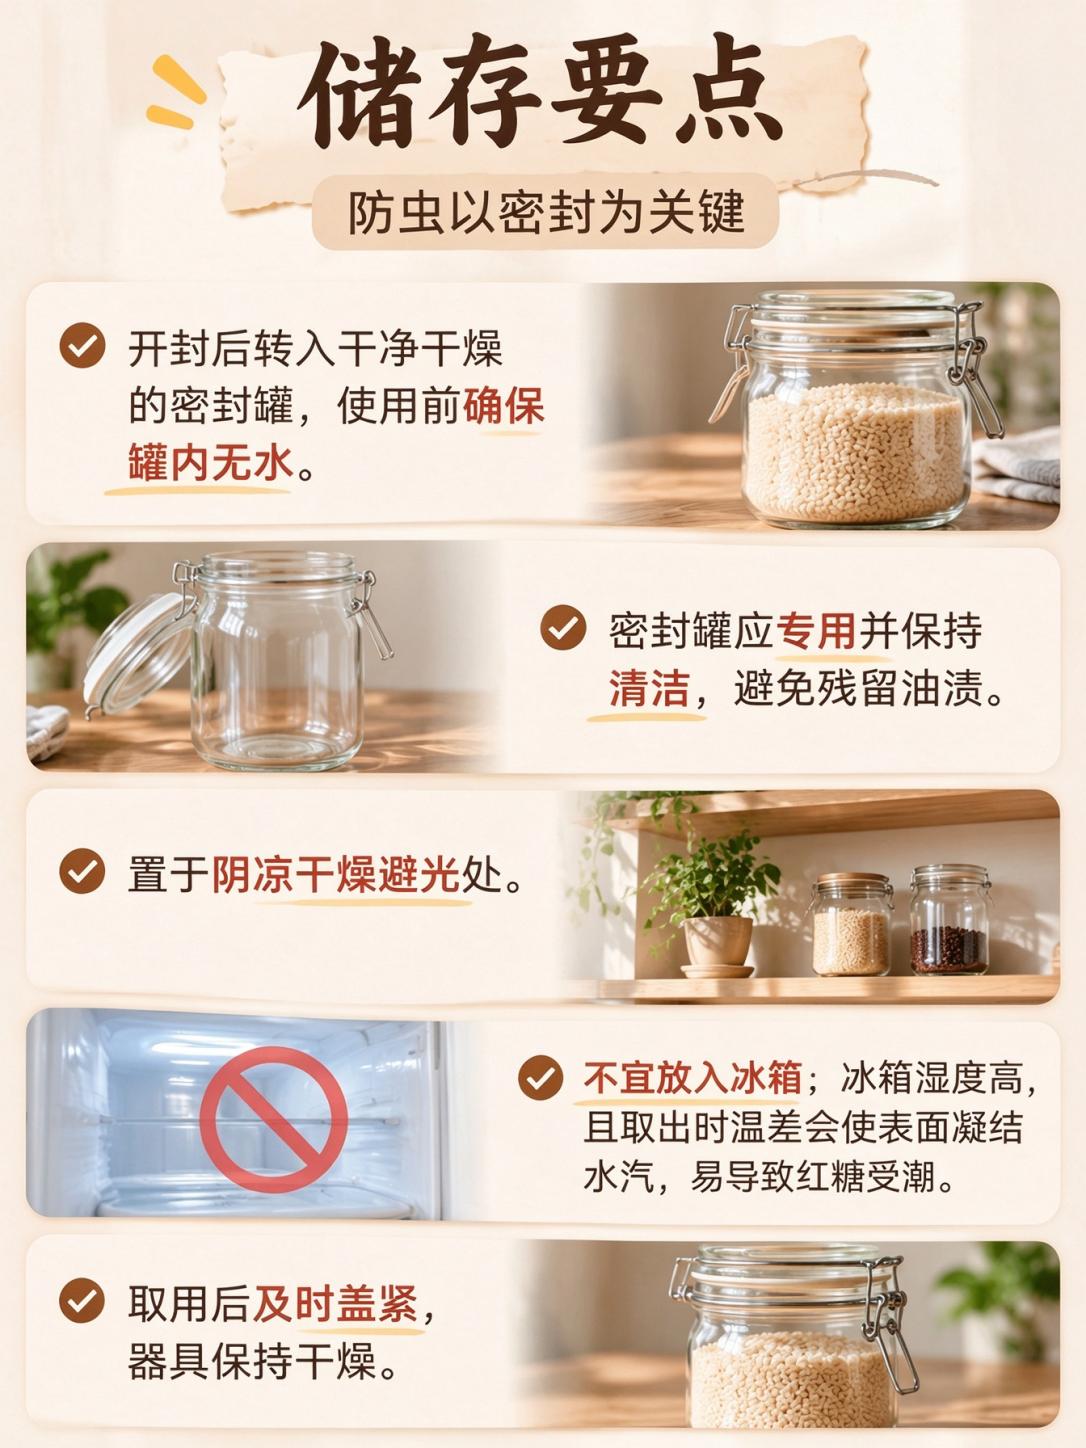 储存要点
防虫以密封为关键
开封后转入干净干燥
的密封罐，使用前确保
罐内无水。
密封罐应专用并保持
清洁，避免残留油渍。
置于阴凉干燥避光处。
不宜放入冰箱；冰箱湿度高，
且取出时温差会使表面凝结
水汽，易导致红糖受潮。
取用后及时盖紧，
器具保持干燥。